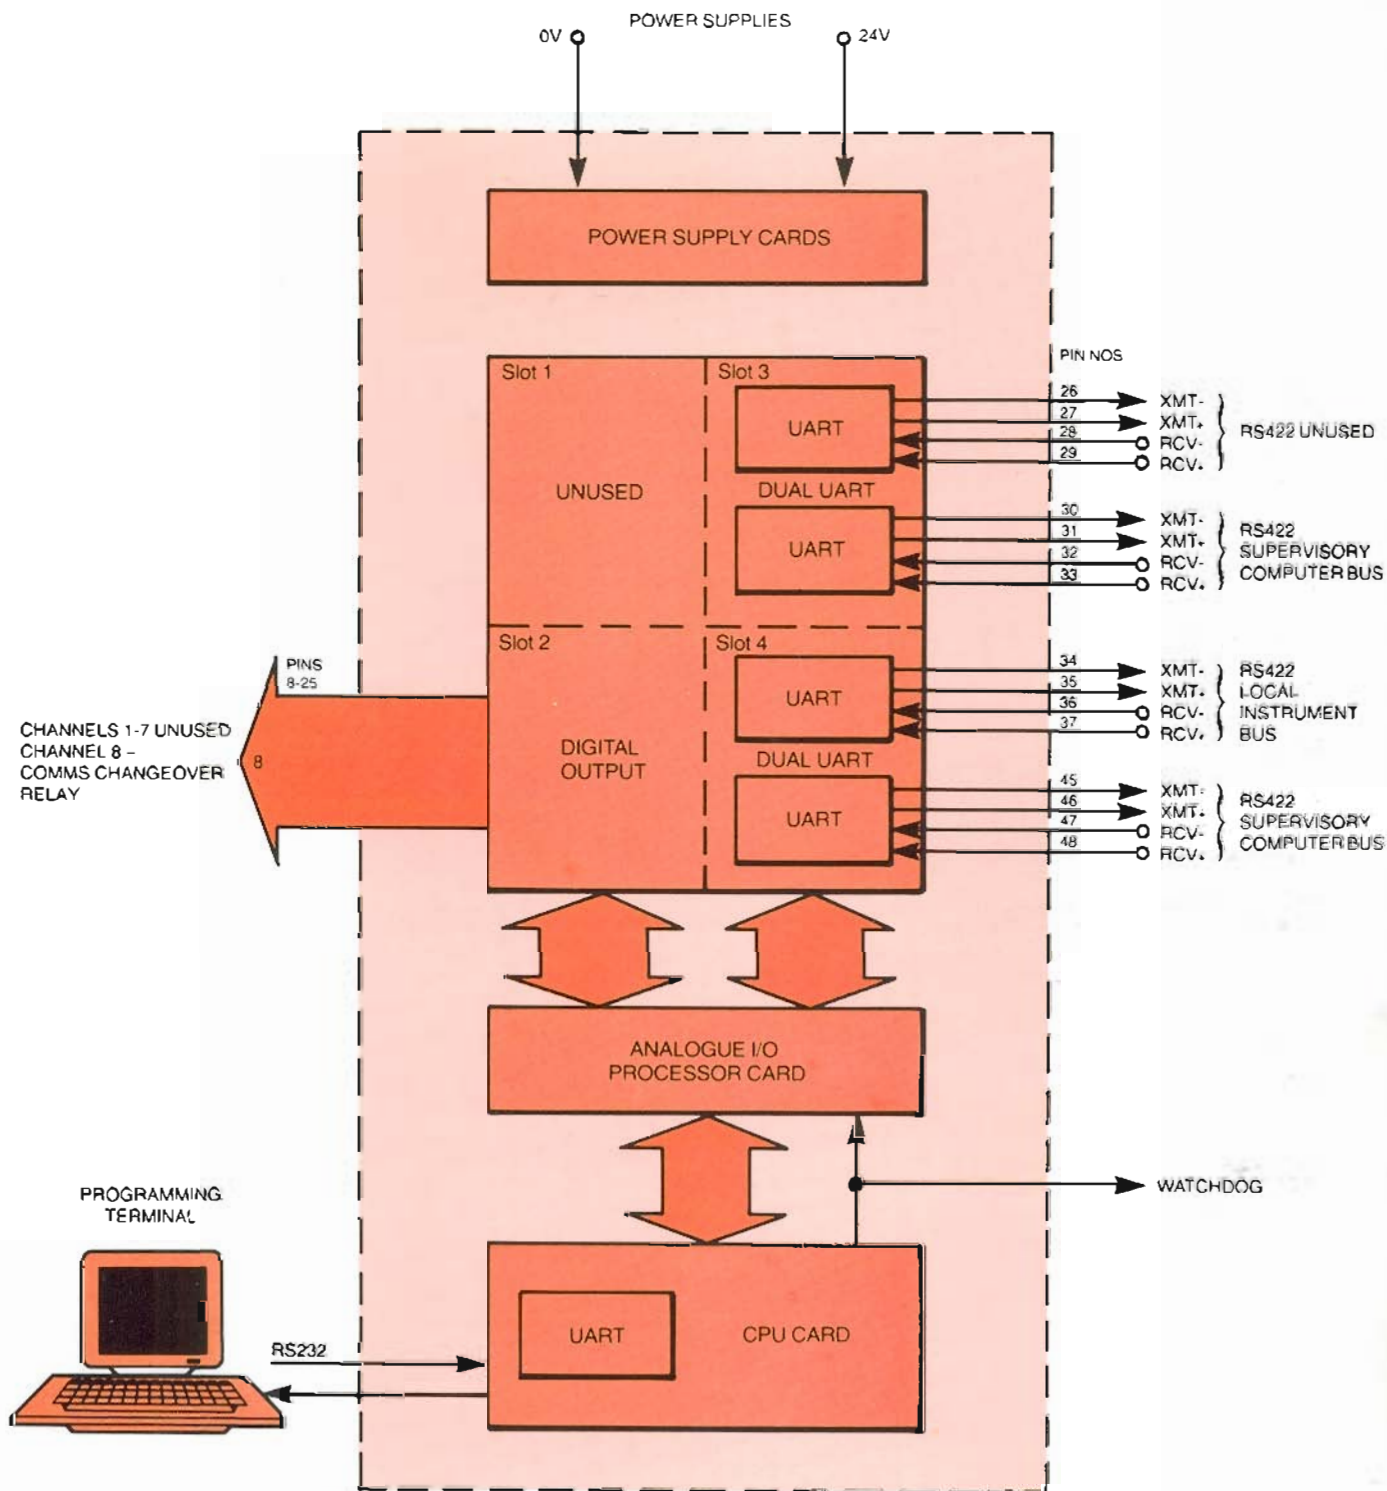 POWER SUPPLIES
0V
24V
POWER SUPPLY CARDS
PIN NOS
Slot 1
UNUSED
Slot 3
UART
DUAL UART
UART
26
27
28
29
XMT-
XMT+
RCV-
RCV+
RS422 UNUSED
30
31
32
33
XMT-
XMT+
RCV-
RCV+
RS422
SUPERVISORY
COMPUTER BUS
Slot 2
DIGITAL
OUTPUT
Slot 4
UART
DUAL UART
UART
34
35
36
37
XMT-
XMT+
RCV-
RCV+
RS422
LOCAL
INSTRUMENT
BUS
45
46
47
48
XMT-
XMT+
RCV-
RCV+
RS422
SUPERVISORY
COMPUTER BUS
PINS
8-25
8
CHANNELS 1-7 UNUSED
CHANNEL 8 –
COMMS CHANGEOVER
RELAY
ANALOGUE I/O
PROCESSOR CARD
WATCHDOG
PROGRAMMING
TERMINAL
RS232
UART
CPU CARD